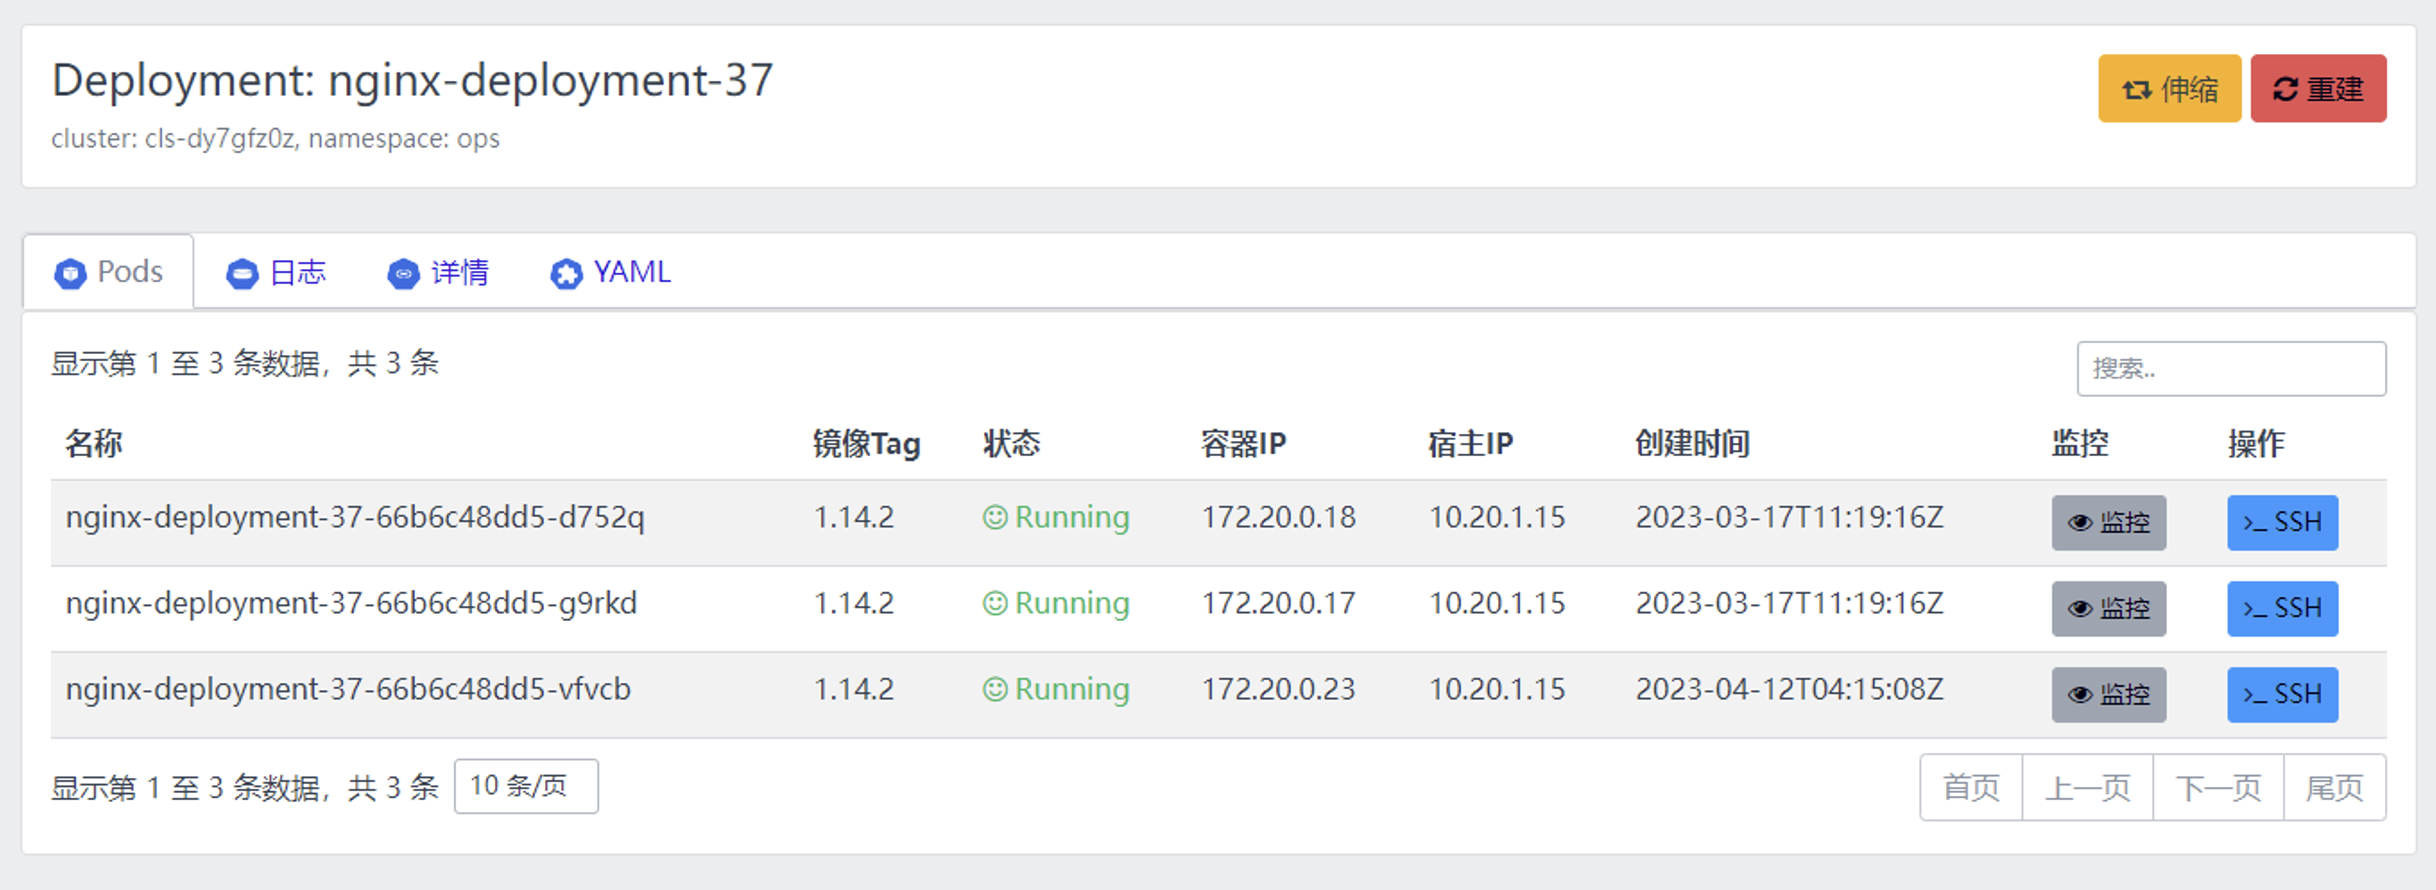 Deployment: nginx-deployment-37
伸缩 重建
cluster: cls-dy7gfz0z, namespace: ops
Pods 日志 详情 YAML
显示第 1 至 3 条数据，共 3 条
搜索..
名称 镜像Tag 状态 容器IP 宿主IP 创建时间 监控 操作
nginx-deployment-37-66b6c48dd5-d752q 1.14.2 Running 172.20.0.18 10.20.1.15 2023-03-17T11:19:16Z 监控 >_ SSH
nginx-deployment-37-66b6c48dd5-g9rkd 1.14.2 Running 172.20.0.17 10.20.1.15 2023-03-17T11:19:16Z 监控 >_ SSH
nginx-deployment-37-66b6c48dd5-vfvcb 1.14.2 Running 172.20.0.23 10.20.1.15 2023-04-12T04:15:08Z 监控 >_ SSH
显示第 1 至 3 条数据，共 3 条 10 条/页 首页 上一页 下一页 尾页